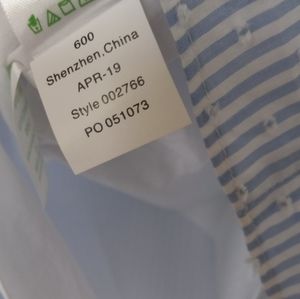 600
Shenzhen,China
APR-19
Style 002766
PO 051073